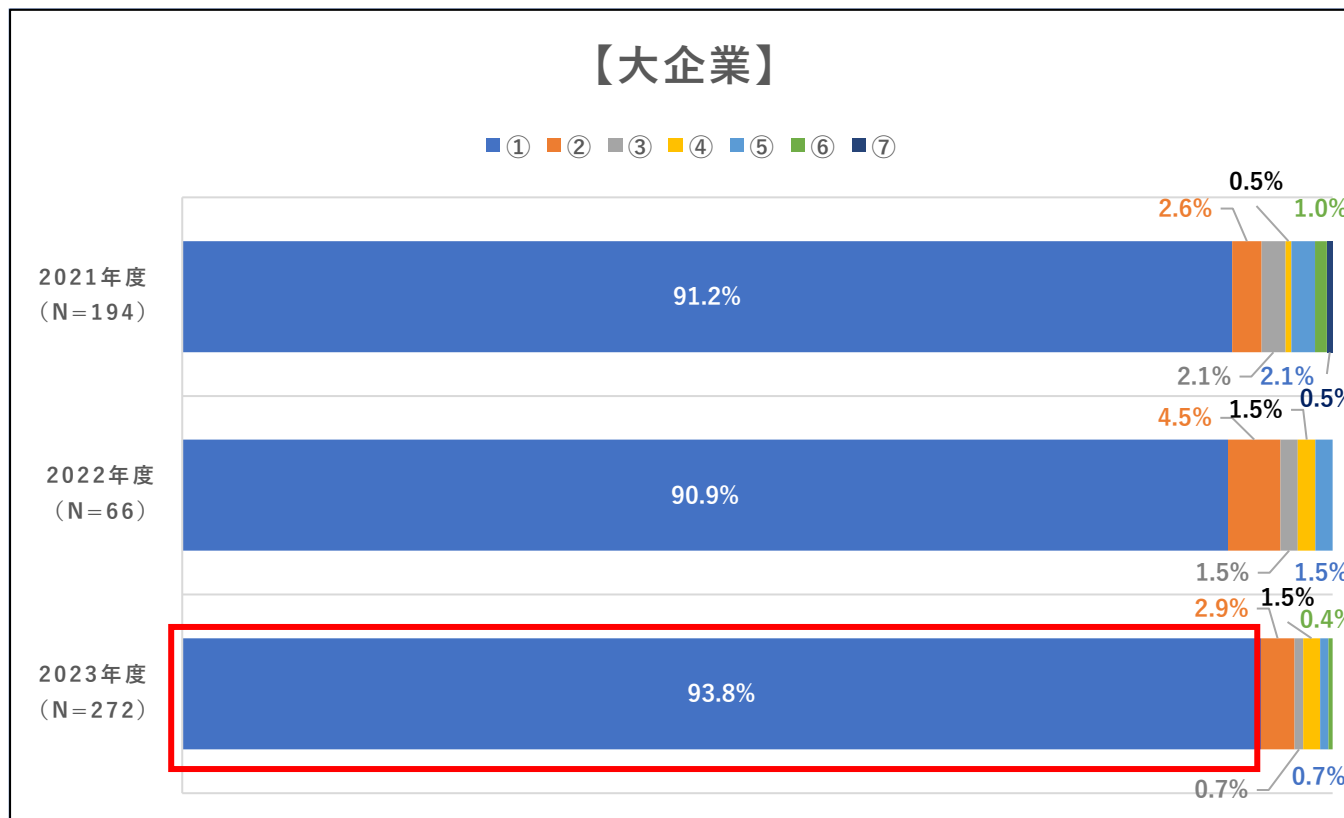 【大企業】
① ② ③ ④ ⑤ ⑥ ⑦
0.5%
2.6% 1.0%
2021年度
（N=194）
91.2%
2.1% 2.1%
0.5%
4.5% 1.5%
2022年度
（N=66）
90.9%
1.5% 1.5%
2.9% 1.5%
0.4%
2023年度
（N=272）
93.8%
0.7% 0.7%